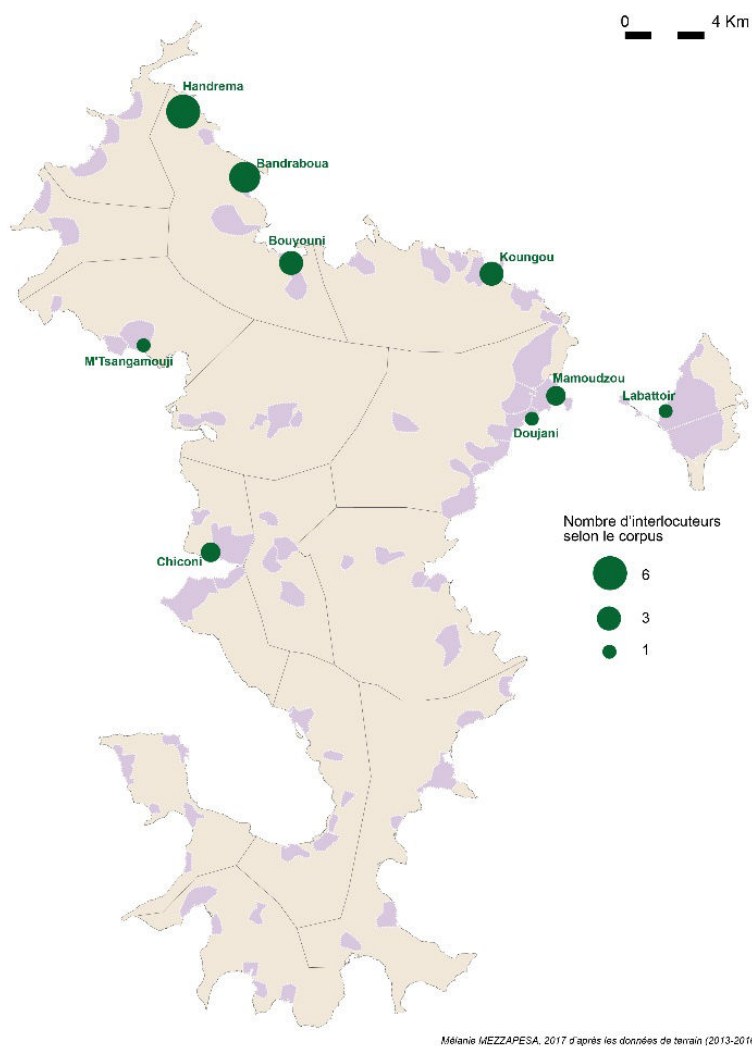 0 4 Km
Handrema
Bandraboua
Bouyouni
Koungou
M'Tsangamouji
Mamoudzou
Labattoir
Doujani
Nombre d'interlocuteurs
selon le corpus
6
3
1
Chiconi
Mélanie MEZZAPESA, 2017 d'après les données de terrain (2013-201